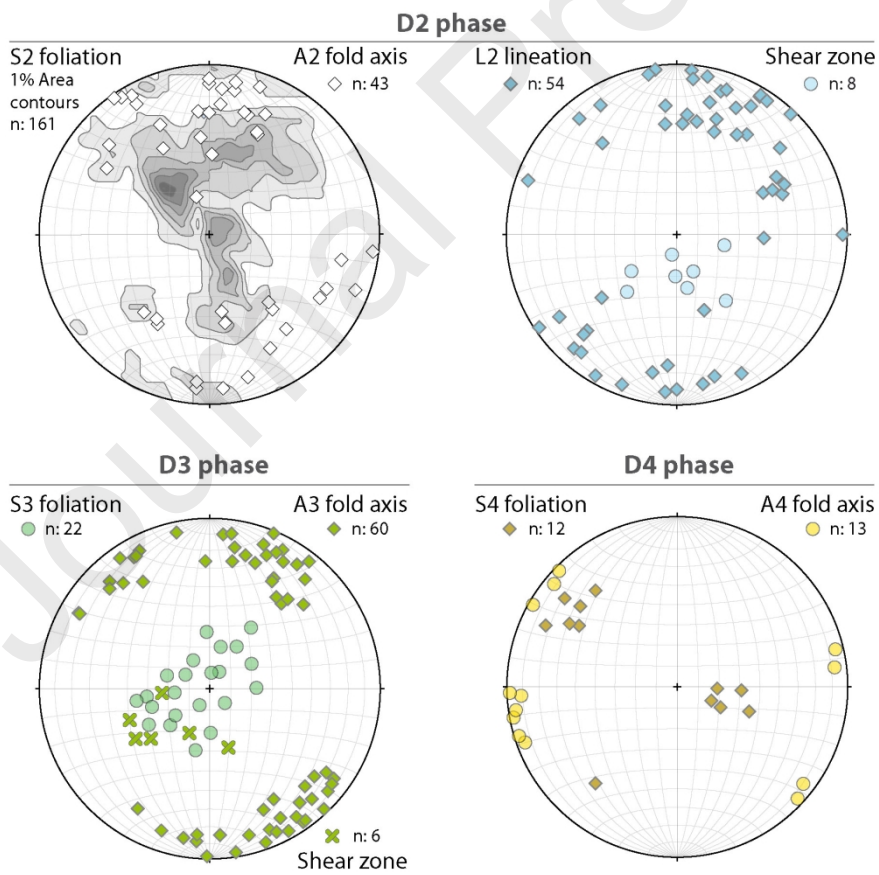 D2 phase
S2 foliation
A2 fold axis
1% Area
contours
n: 161
n: 43
L2 lineation
Shear zone
n: 54
n: 8
D3 phase
S3 foliation
A3 fold axis
n: 22
n: 60
n: 6
Shear zone
D4 phase
S4 foliation
A4 fold axis
n: 12
n: 13
Journal Pre